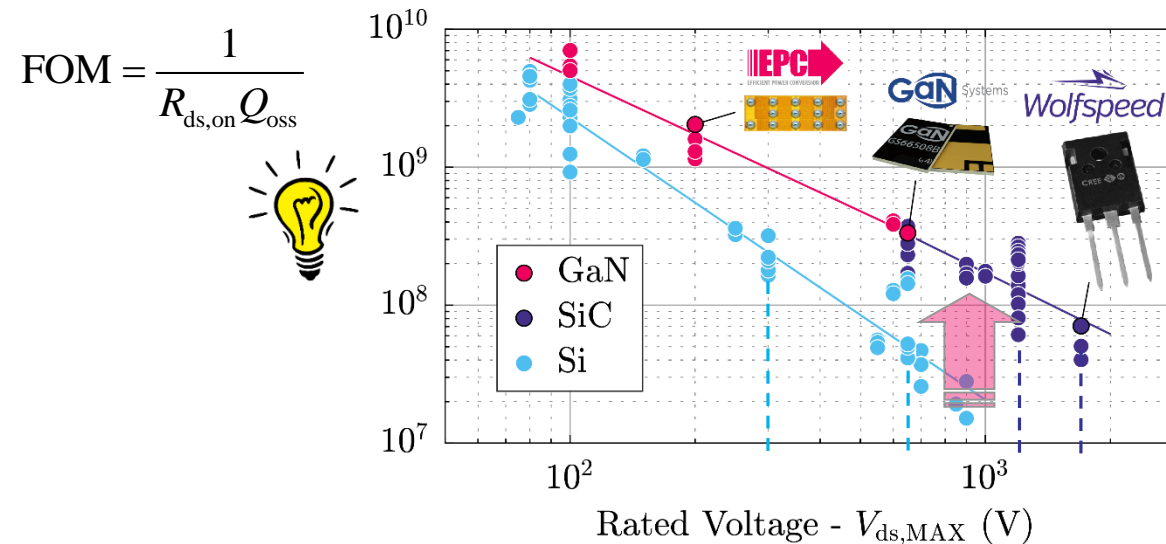 FOM = 1 / (R_ds,on Q_oss)
10^10
10^9
10^8
10^7
EPC
EFFICIENT POWER CONVERSION
GaN Systems
Wolfspeed
GaN
GS66508B
CREE
GaN
SiC
Si
10^2
10^3
Rated Voltage - V_ds,MAX (V)